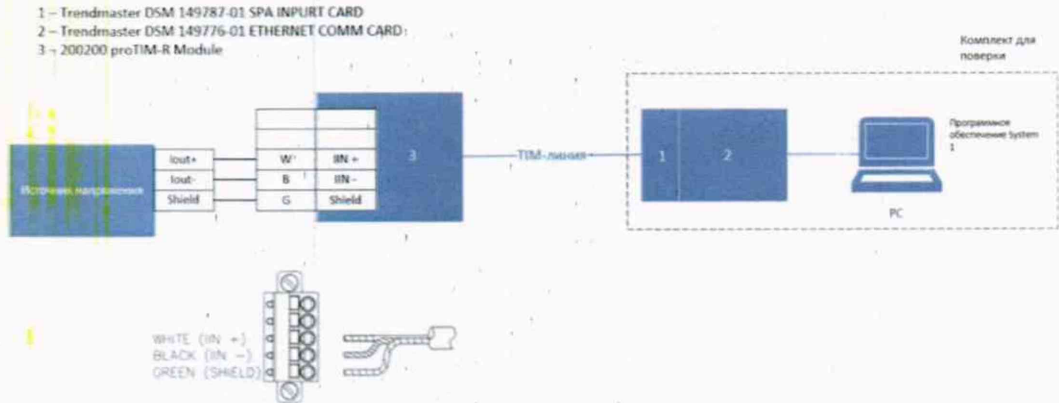 1 – Trendmaster DSM 149787-01 SPA INPURT CARD
2 – Trendmaster DSM 149776-01 ETHERNET COMM CARD
3 – 200200 proTIM-R Module
Комплект для
поверки
Источник напряжения
Iout+
Iout-
Shield
W
IIN +
B
IIN –
G
Shield
3
TIM-линия
1
2
Программное
обеспечение System
1
PC
WHITE (IIN +)
BLACK (IIN –)
GREEN (SHIELD)